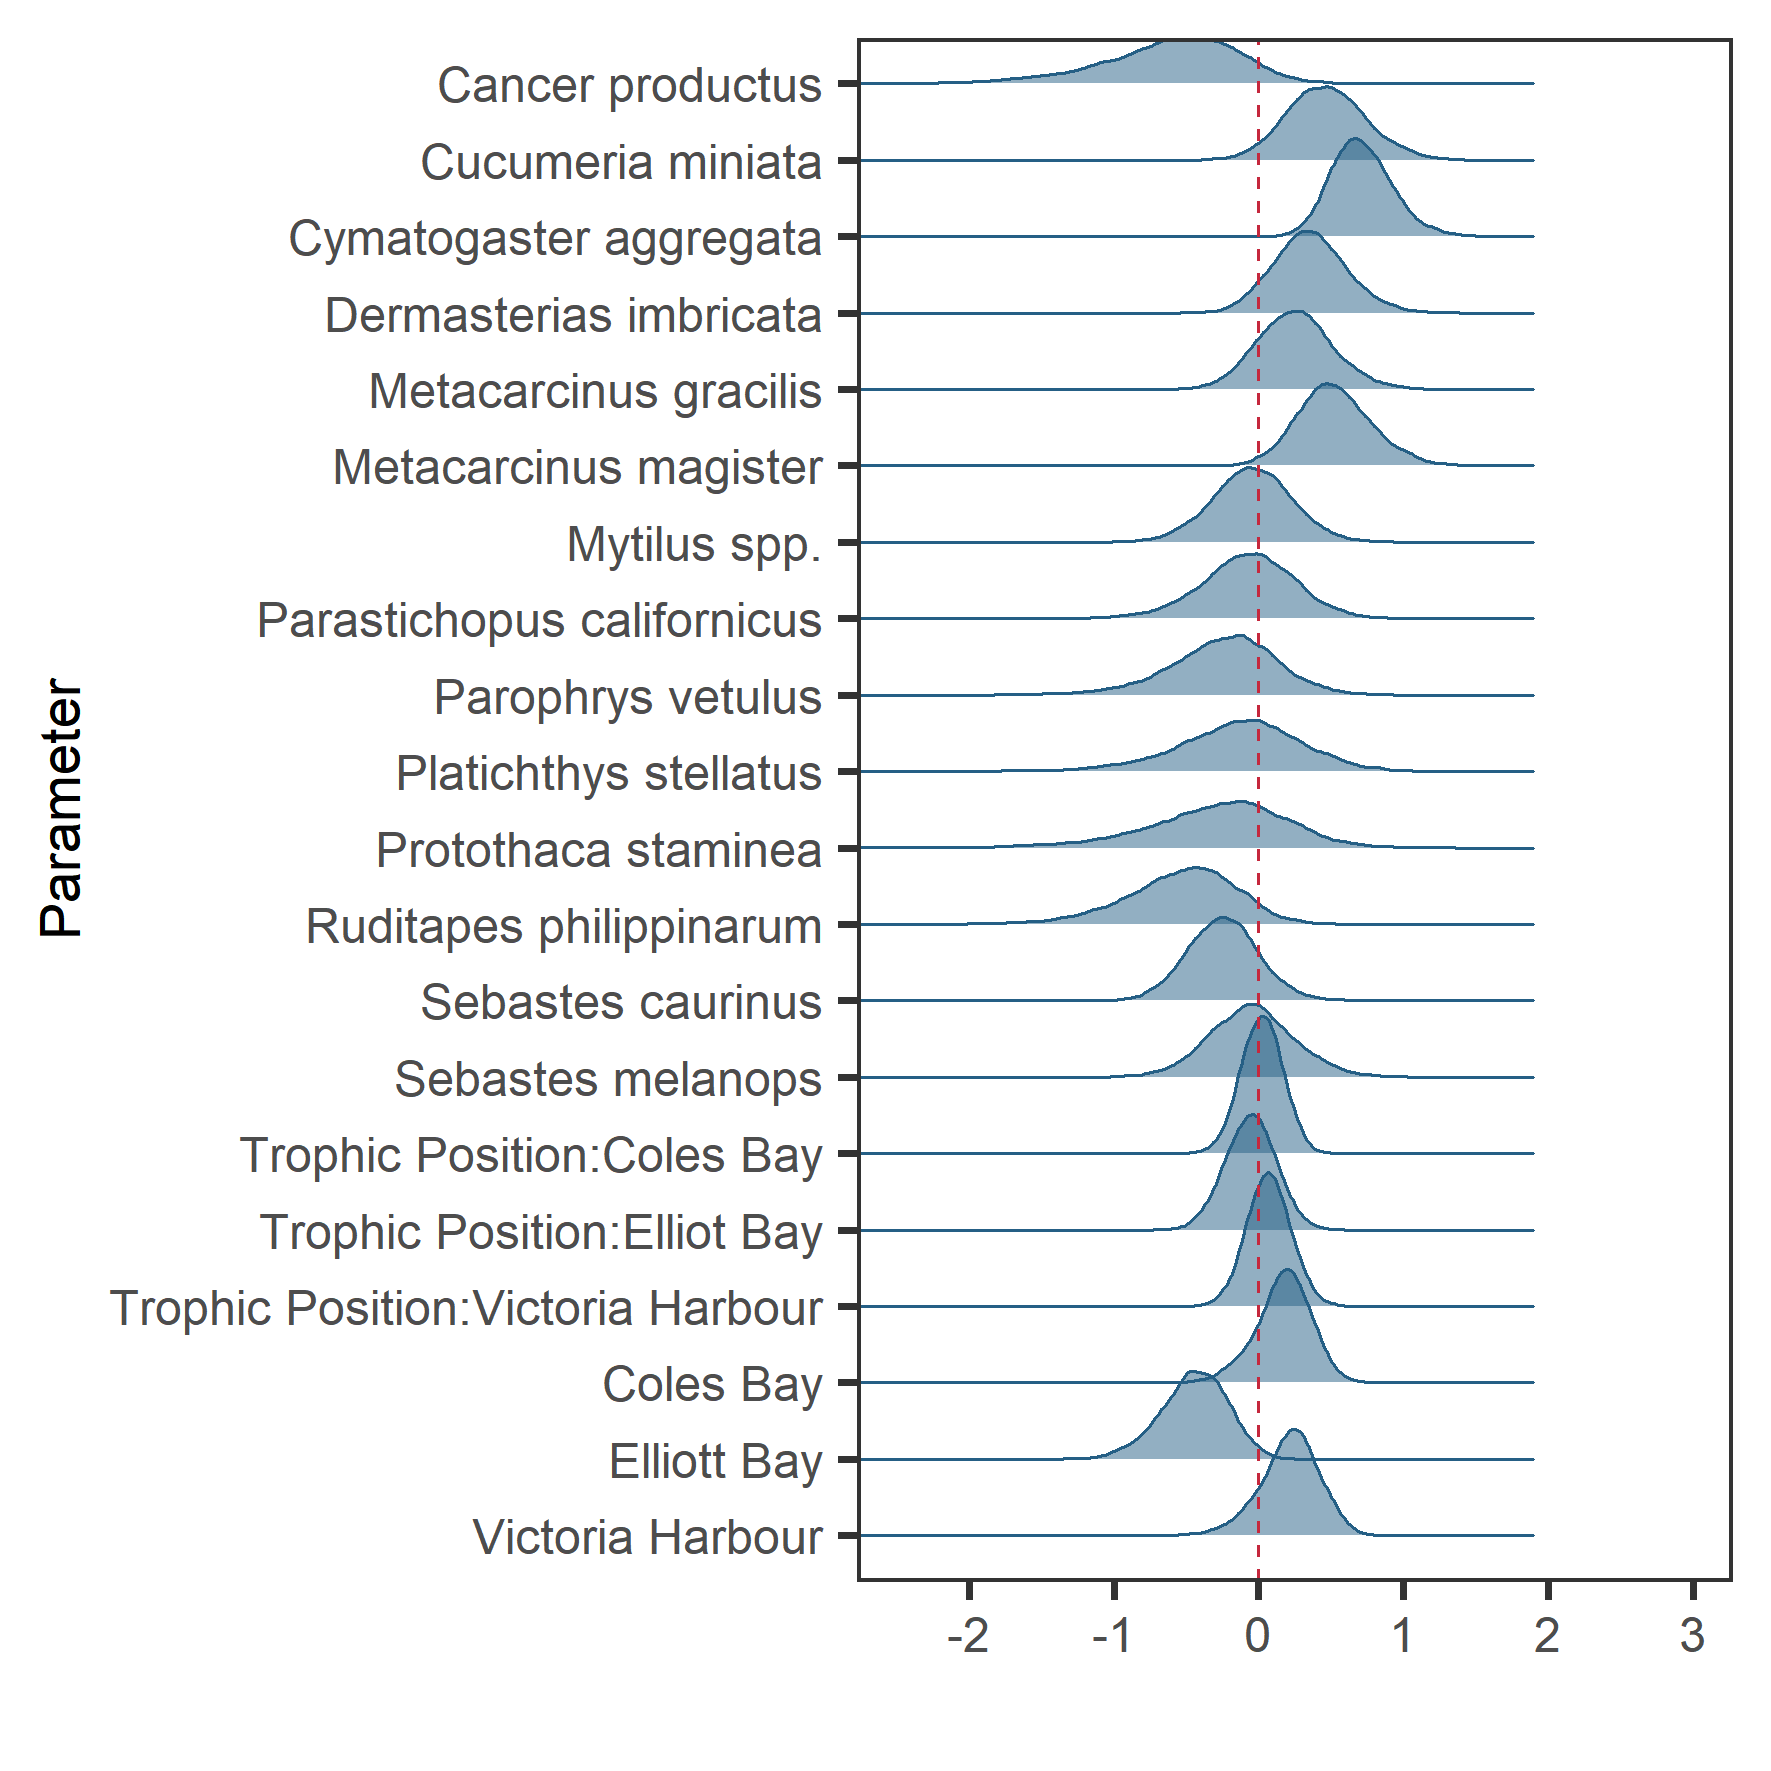 Parameter
Cancer productus
Cucumeria miniata
Cymatogaster aggregata
Dermasterias imbricata
Metacarcinus gracilis
Metacarcinus magister
Mytilus spp.
Parastichopus californicus
Parophrys vetulus
Platichthys stellatus
Protothaca staminea
Ruditapes philippinarum
Sebastes caurinus
Sebastes melanops
Trophic Position:Coles Bay
Trophic Position:Elliot Bay
Trophic Position:Victoria Harbour
Coles Bay
Elliott Bay
Victoria Harbour
-2 -1 0 1 2 3